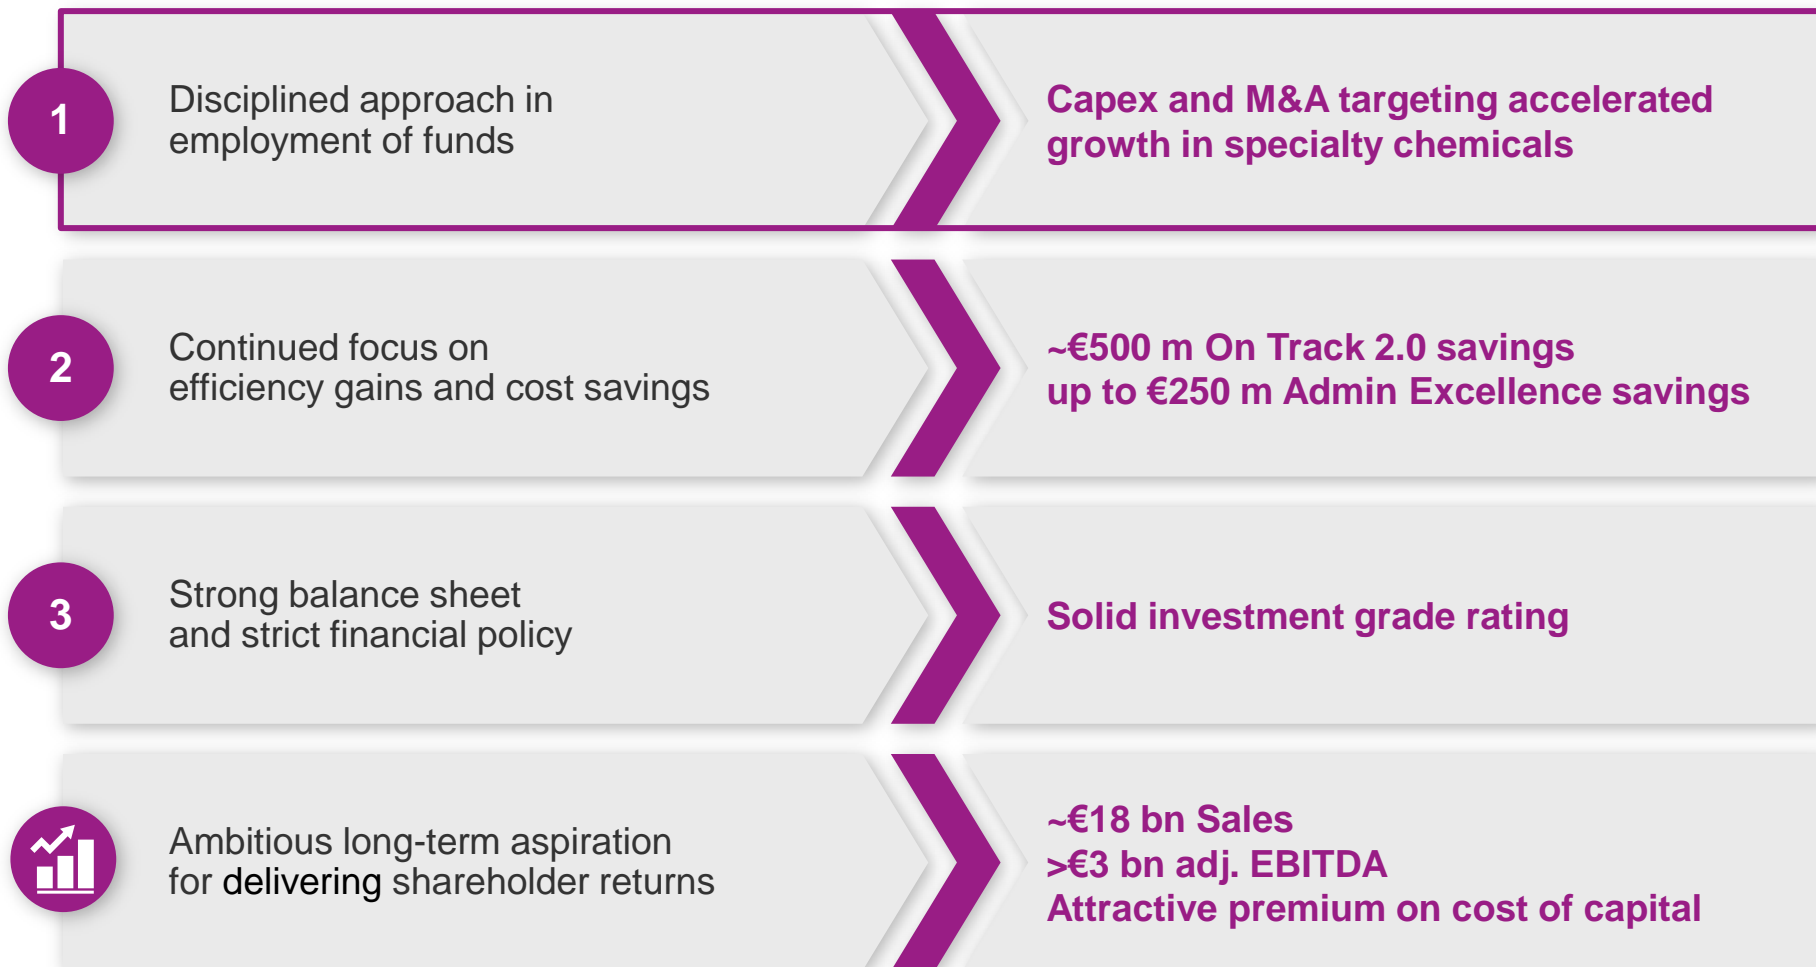 1
Disciplined approach in
employment of funds
Capex and M&A targeting accelerated
growth in specialty chemicals
2
Continued focus on
efficiency gains and cost savings
~€500 m On Track 2.0 savings
up to €250 m Admin Excellence savings
3
Strong balance sheet
and strict financial policy
Solid investment grade rating
Ambitious long-term aspiration
for delivering shareholder returns
~€18 bn Sales
>€3 bn adj. EBITDA
Attractive premium on cost of capital